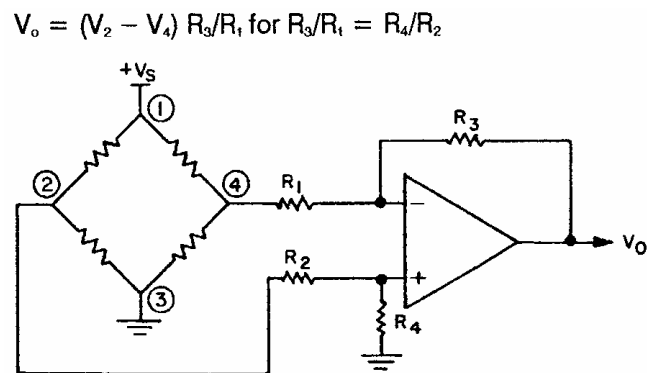 V₀ = (V₂ – V₄) R₃/R₁ for R₃/R₁ = R₄/R₂
+VS
①
②
④
③
R₁
R₂
R₃
R₄
–
+
VO